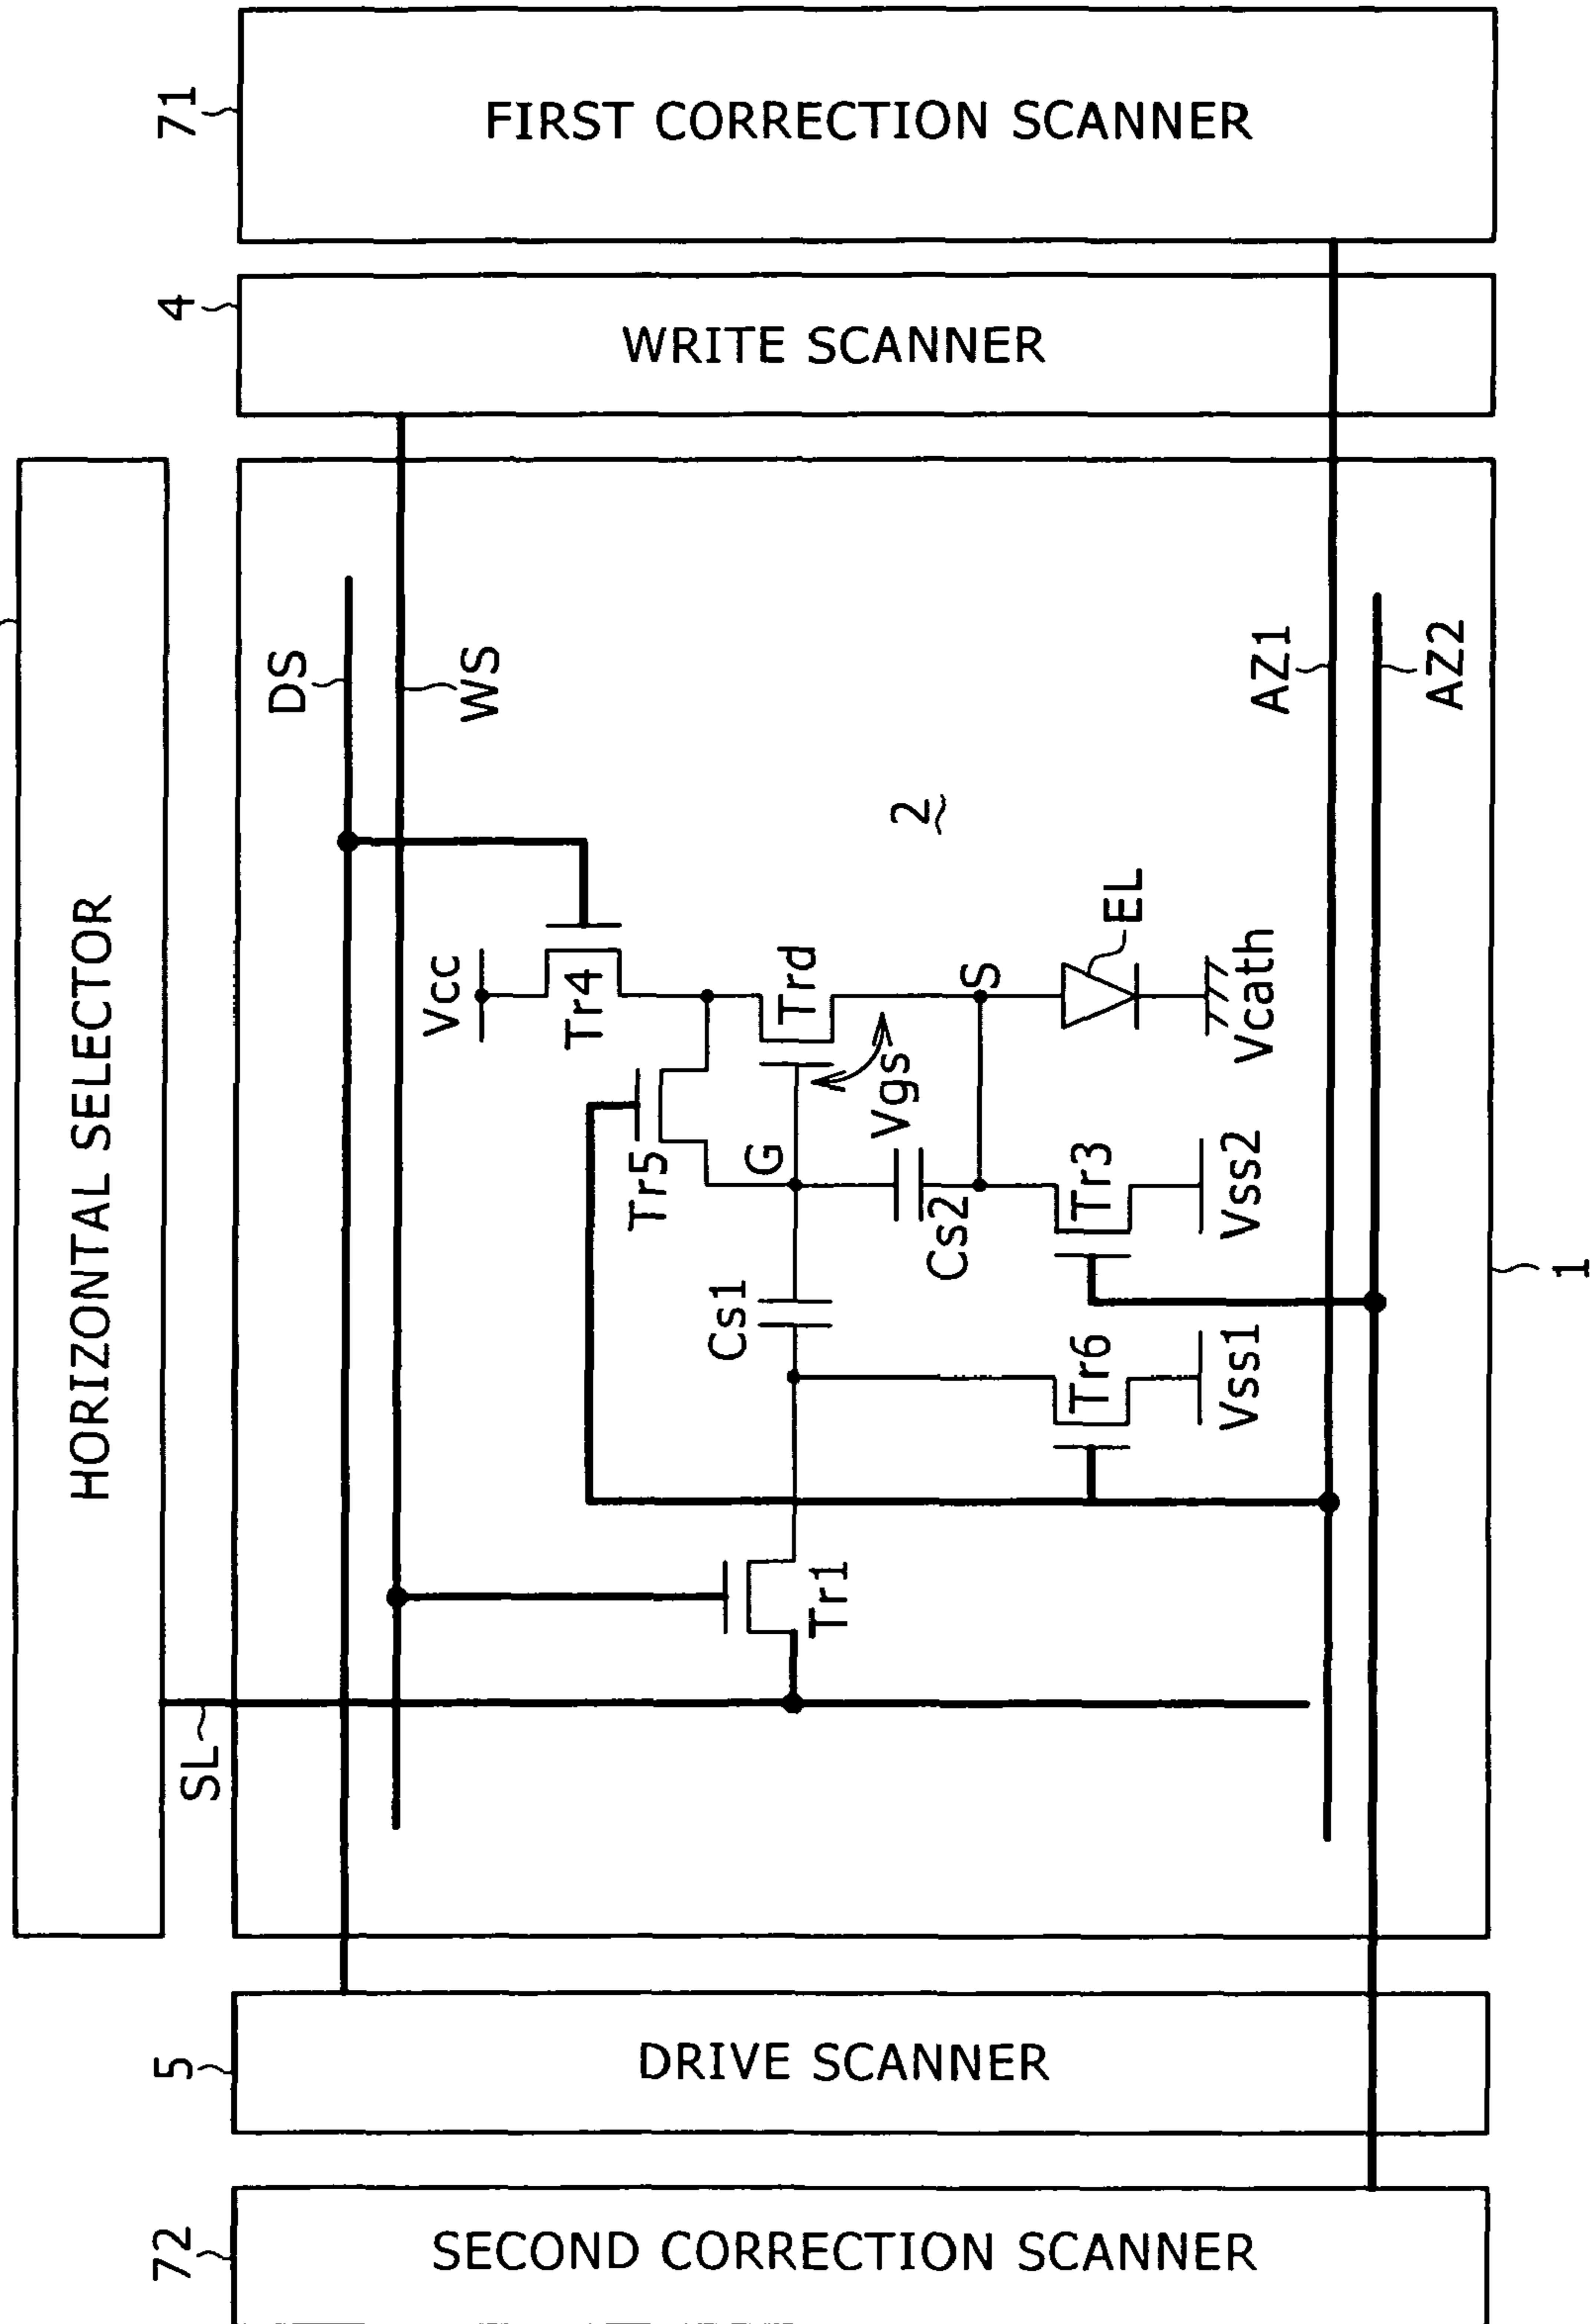 71
FIRST CORRECTION SCANNER
4
WRITE SCANNER
HORIZONTAL SELECTOR
DS
WS
AZ1
AZ2
2
Vcc
Tr4
Trd
S
EL
Vcath
Tr5
G
Vgs
Cs1
Cs2
Tr3
Vss2
Tr6
Vss1
1
Tr1
SL
5
DRIVE SCANNER
72
SECOND CORRECTION SCANNER